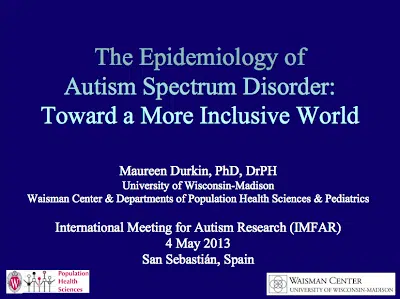 The Epidemiology of
Autism Spectrum Disorder:
Toward a More Inclusive World
Maureen Durkin, PhD, DrPH
University of Wisconsin-Madison
Waisman Center & Departments of Population Health Sciences & Pediatrics
International Meeting for Autism Research (IMFAR)
4 May 2013
San Sebastián, Spain
Population
Health
Sciences
WAISMAN CENTER
UNIVERSITY OF WISCONSIN-MADISON